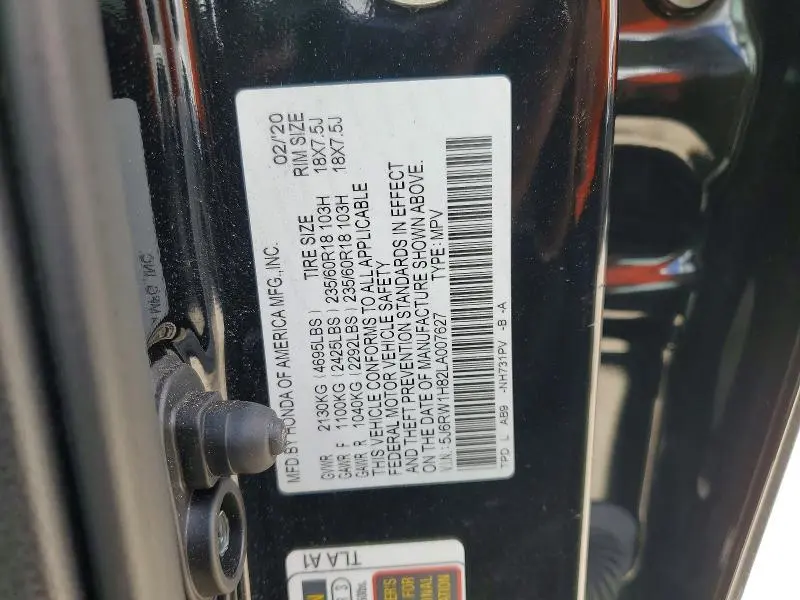 MFD BY HONDA OF AMERICA MFG., INC. 02/'20
TIRE SIZE RIM SIZE
GVWR 2130KG (4695LBS)
GAWR F 1100KG (2425LBS) 235/60R18 103H 18X7.5J
GAWR R 1040KG (2292LBS) 235/60R18 103H 18X7.5J
THIS VEHICLE CONFORMS TO ALL APPLICABLE
FEDERAL MOTOR VEHICLE SAFETY
AND THEFT PREVENTION STANDARDS IN EFFECT
ON THE DATE OF MANUFACTURE SHOWN ABOVE.
V.I.N.: 5J6RW1H82LA007627 TYPE: MPV
TPD L AB9 -NH731PV -B -A
TLA A1
FOR